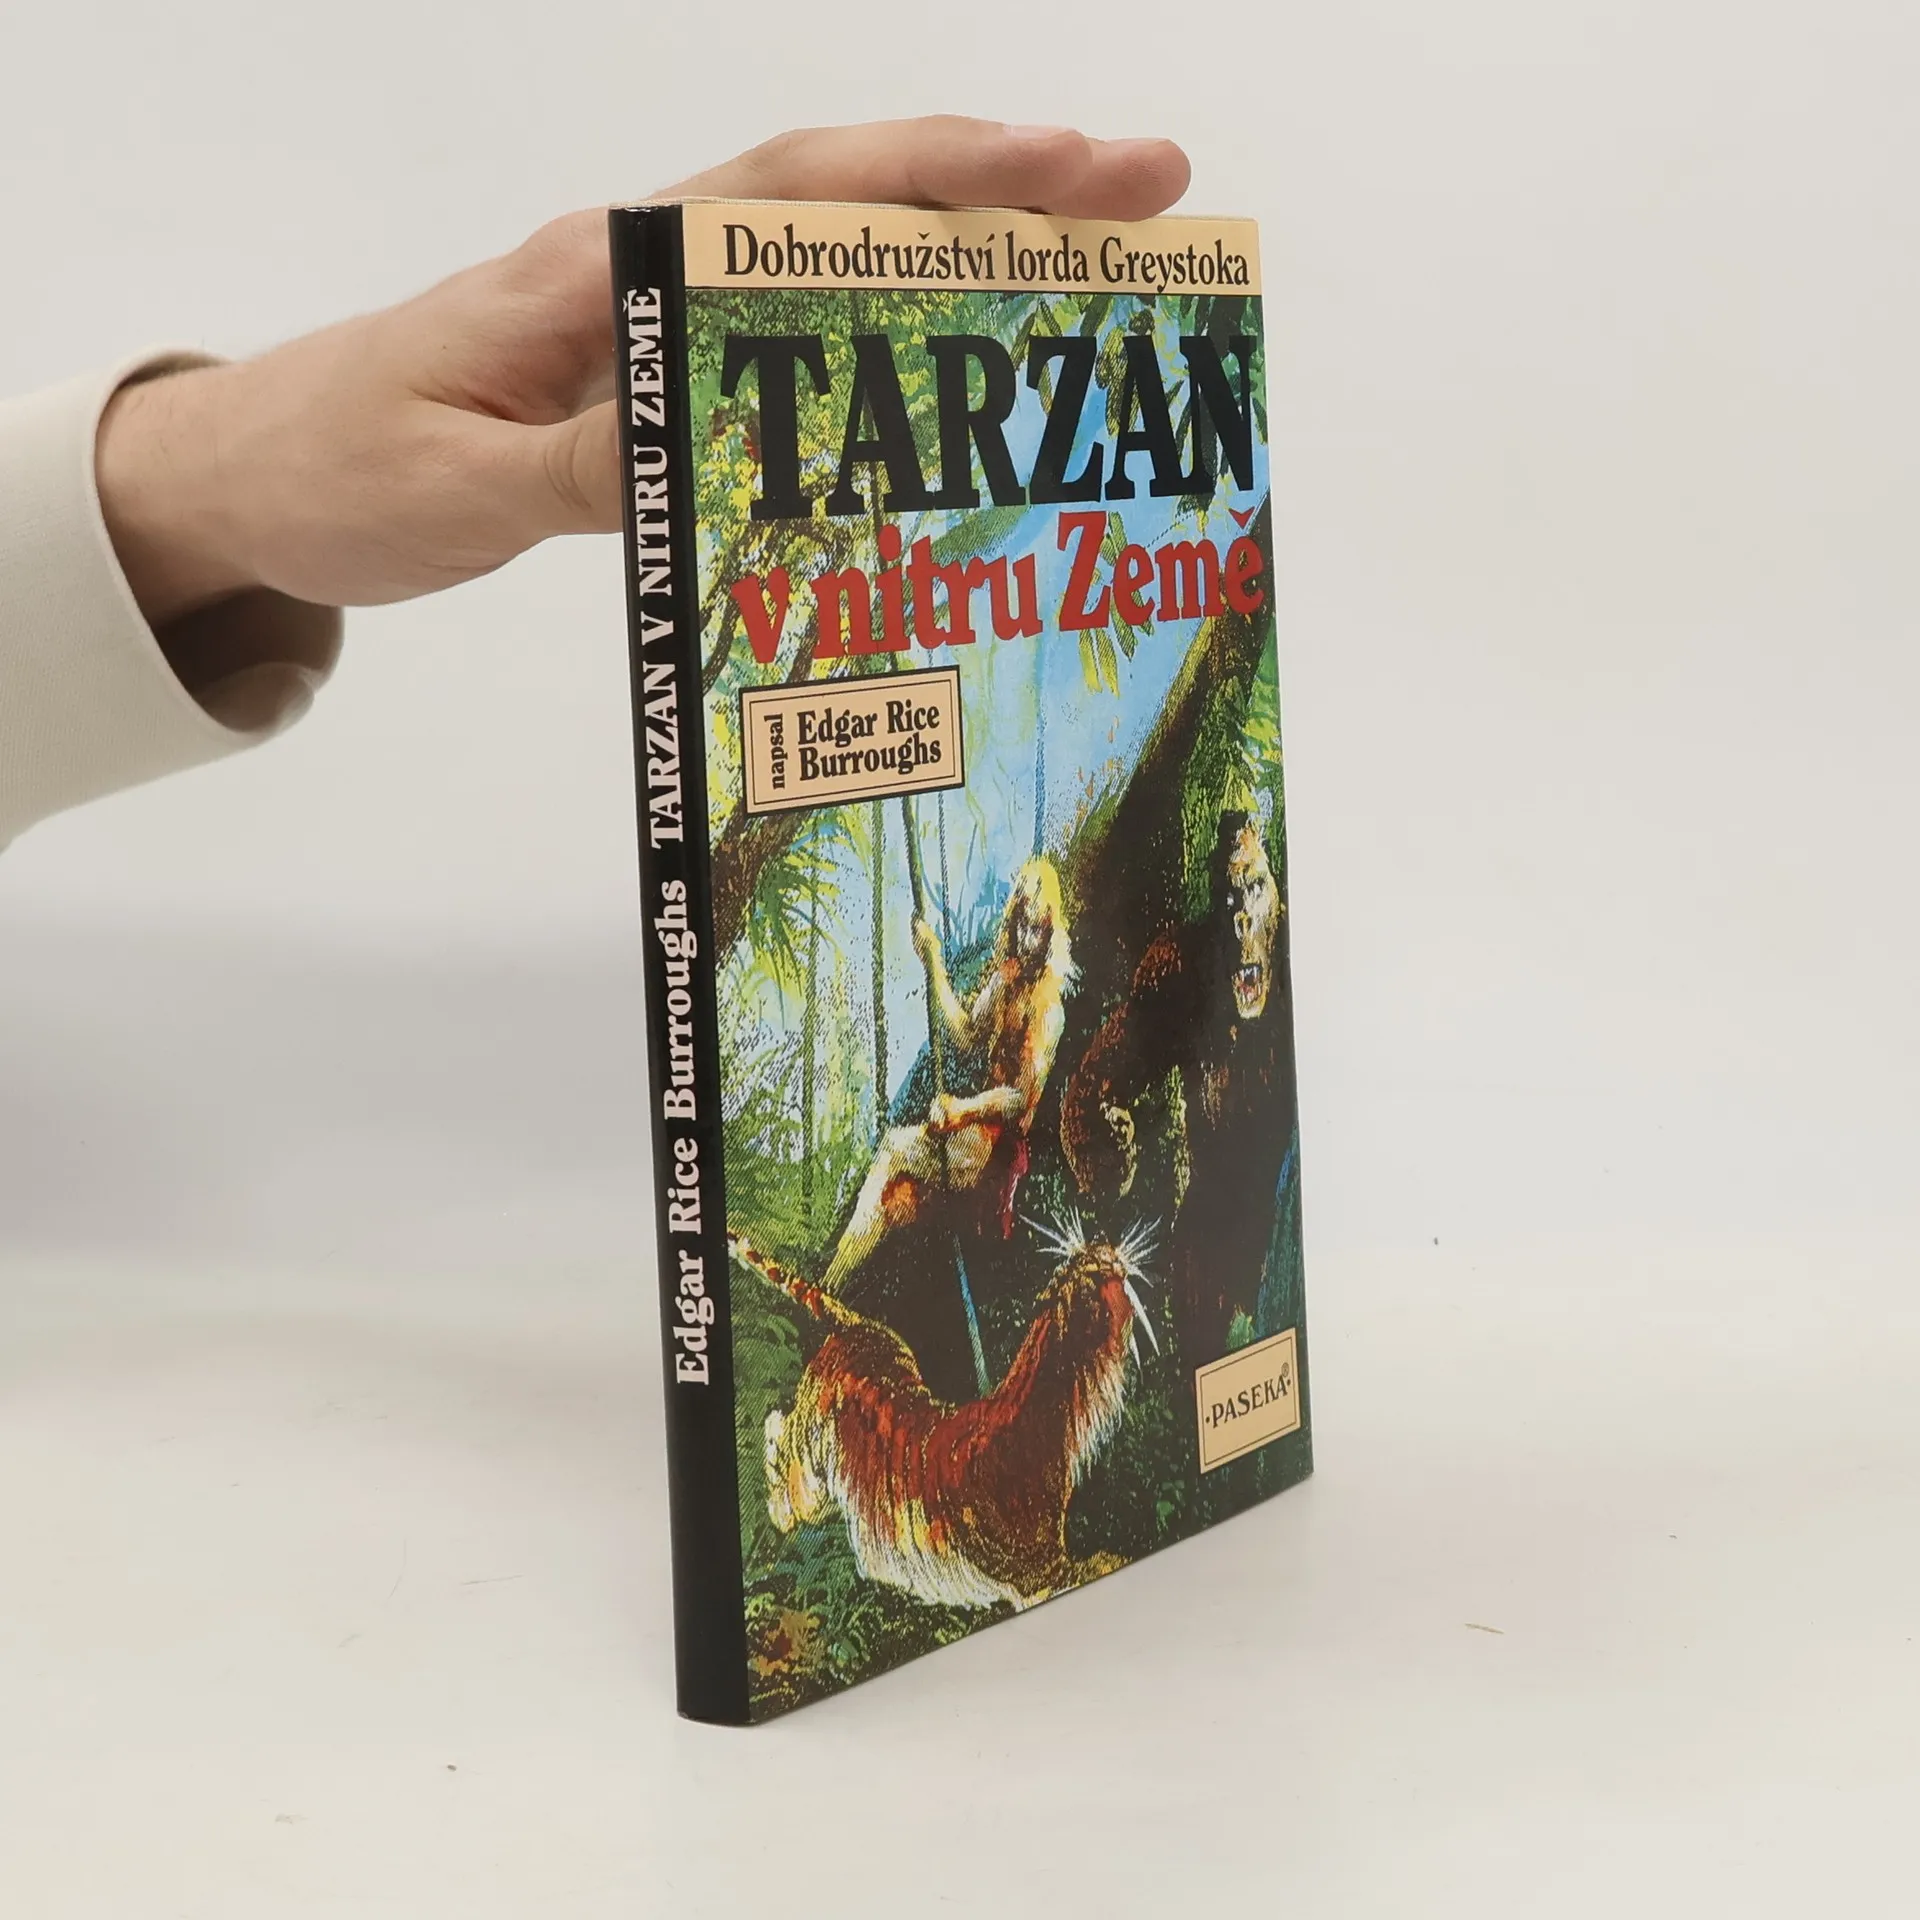 Dobrodružství lorda Greystoka
TARZAN
v nitru Země
napsal
Edgar Rice
Burroughs
·PASEKA·®
Edgar Rice Burroughs TARZAN V NITRU ZEMĚ